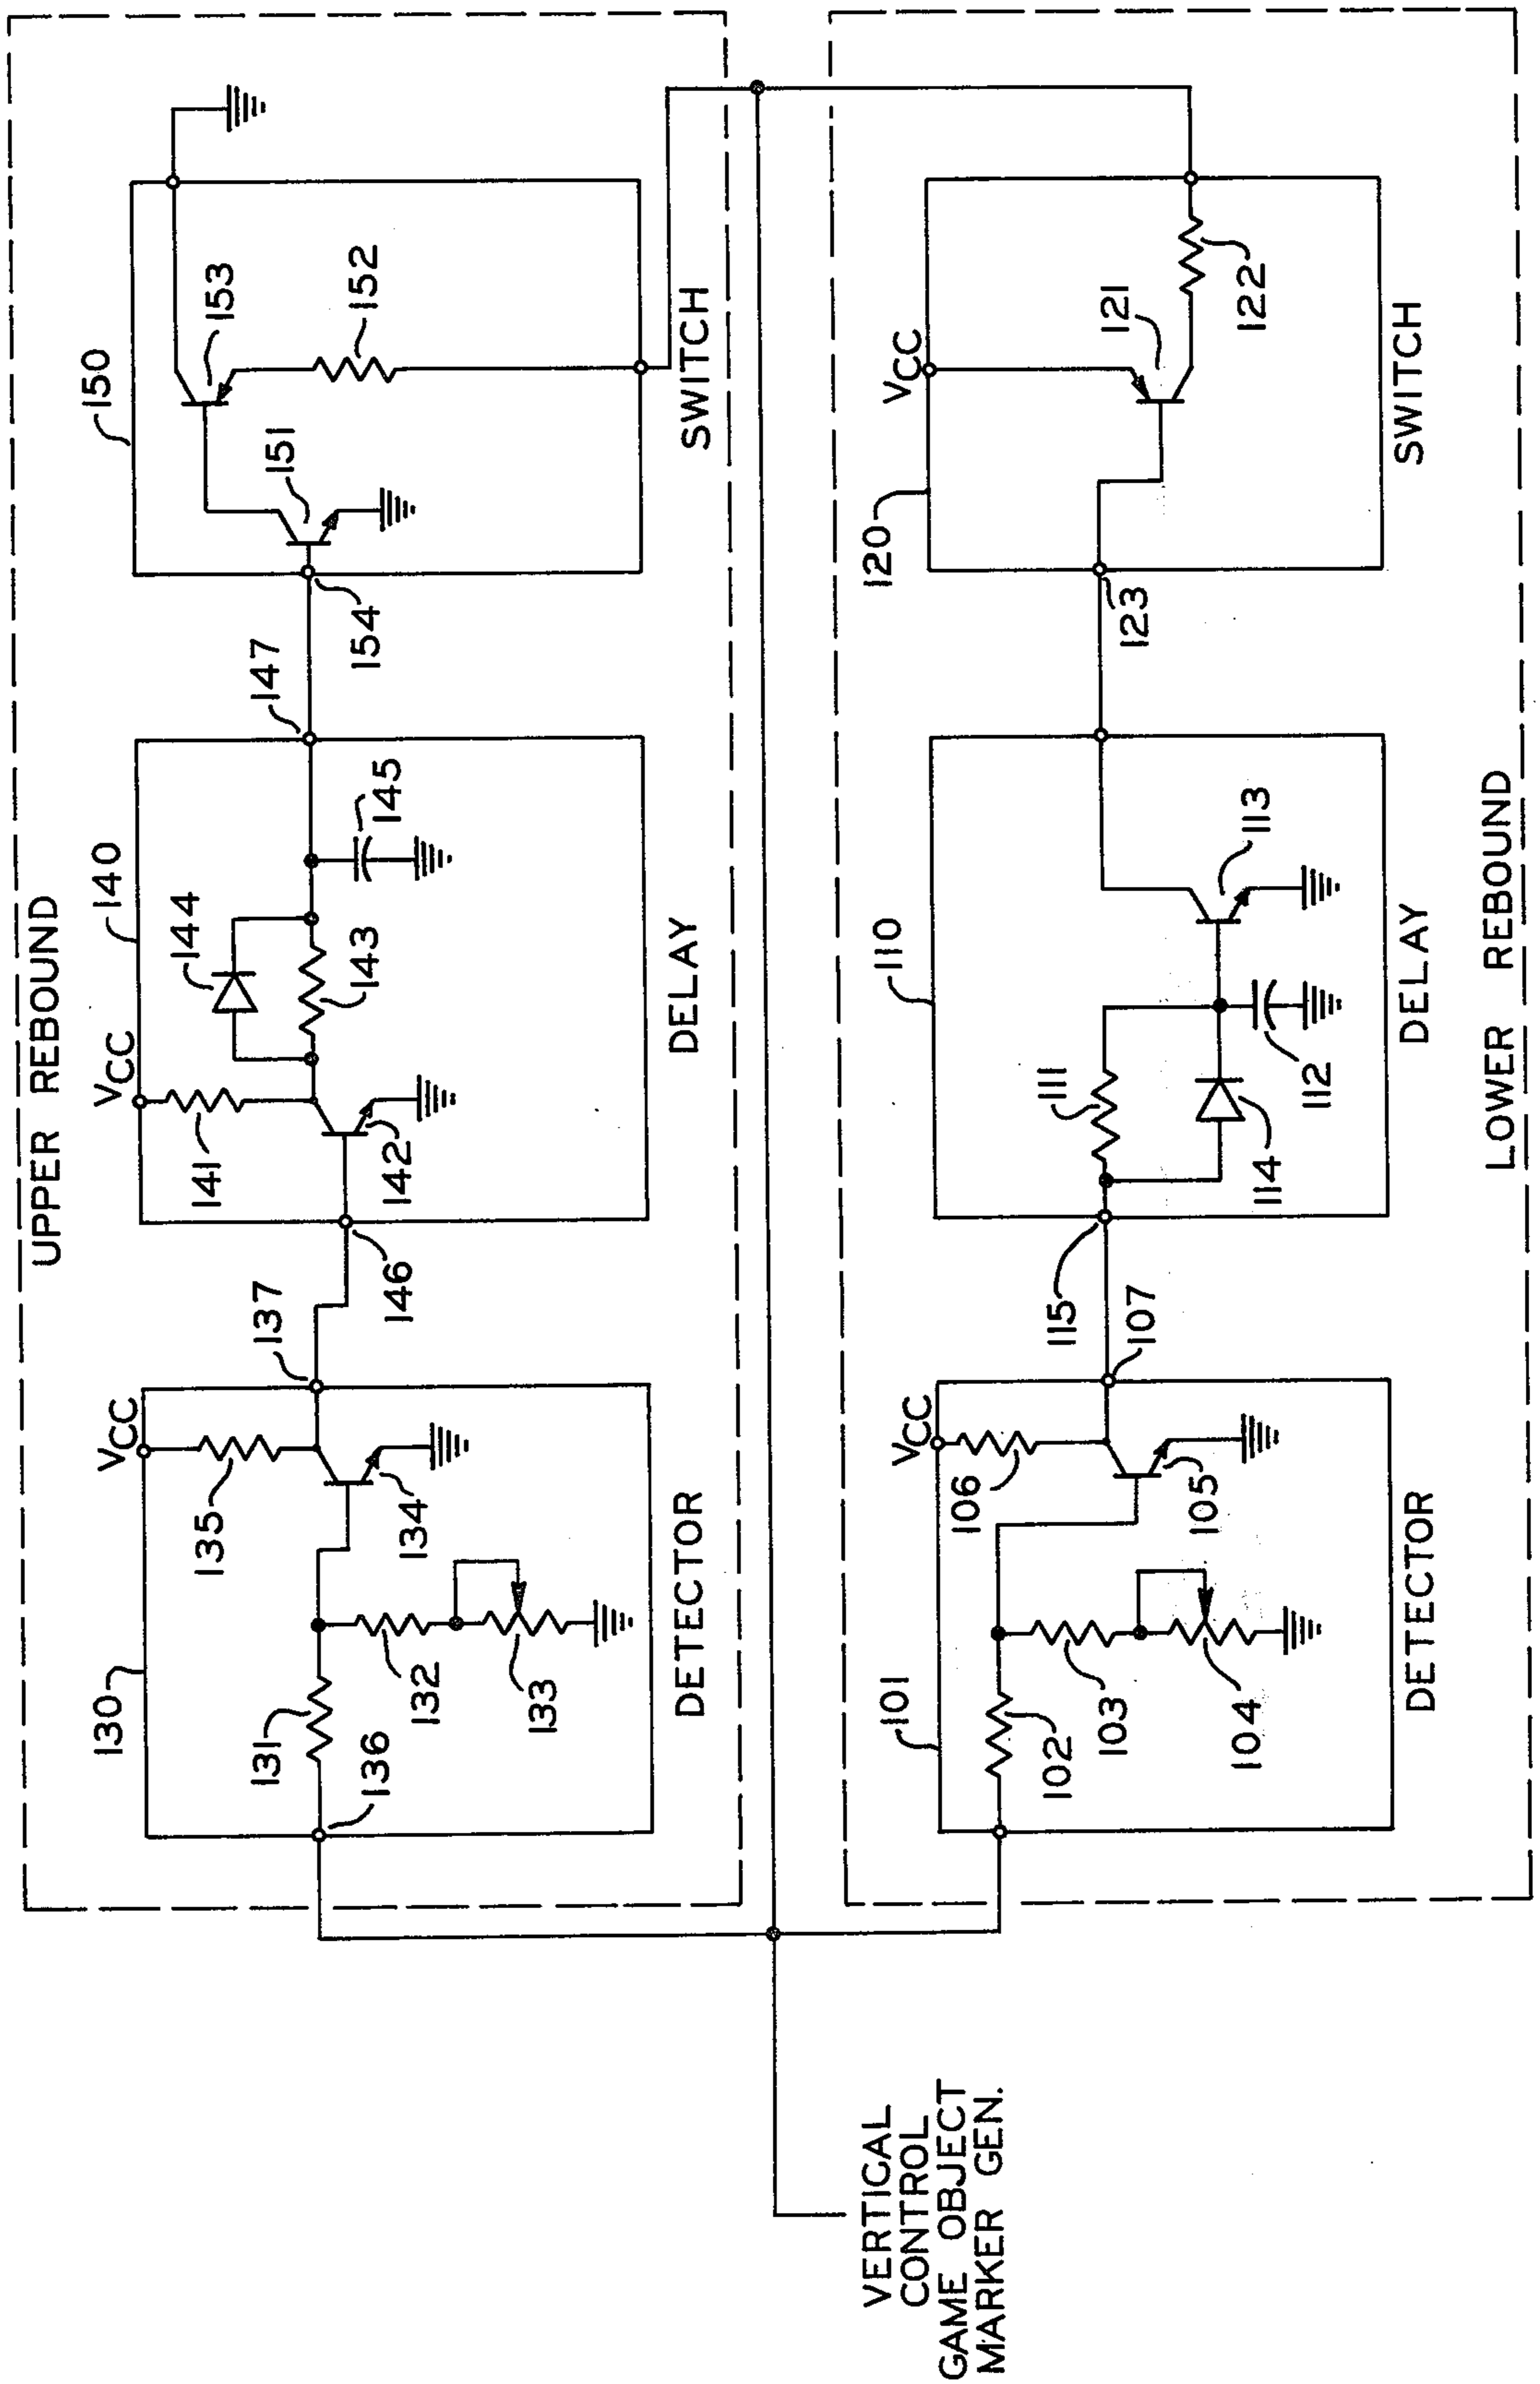 UPPER REBOUND
130
VCC
137
VCC
140
147
150
135
131
136
132
134
133
146
141
142
144
143
145
154
151
153
152
DETECTOR
DELAY
SWITCH
VERTICAL
CONTROL
GAME OBJECT
MARKER GEN.
101
VCC
115
110
120
VCC
102
103
104
106
105
107
111
114
112
113
123
121
122
DETECTOR
DELAY
SWITCH
LOWER REBOUND